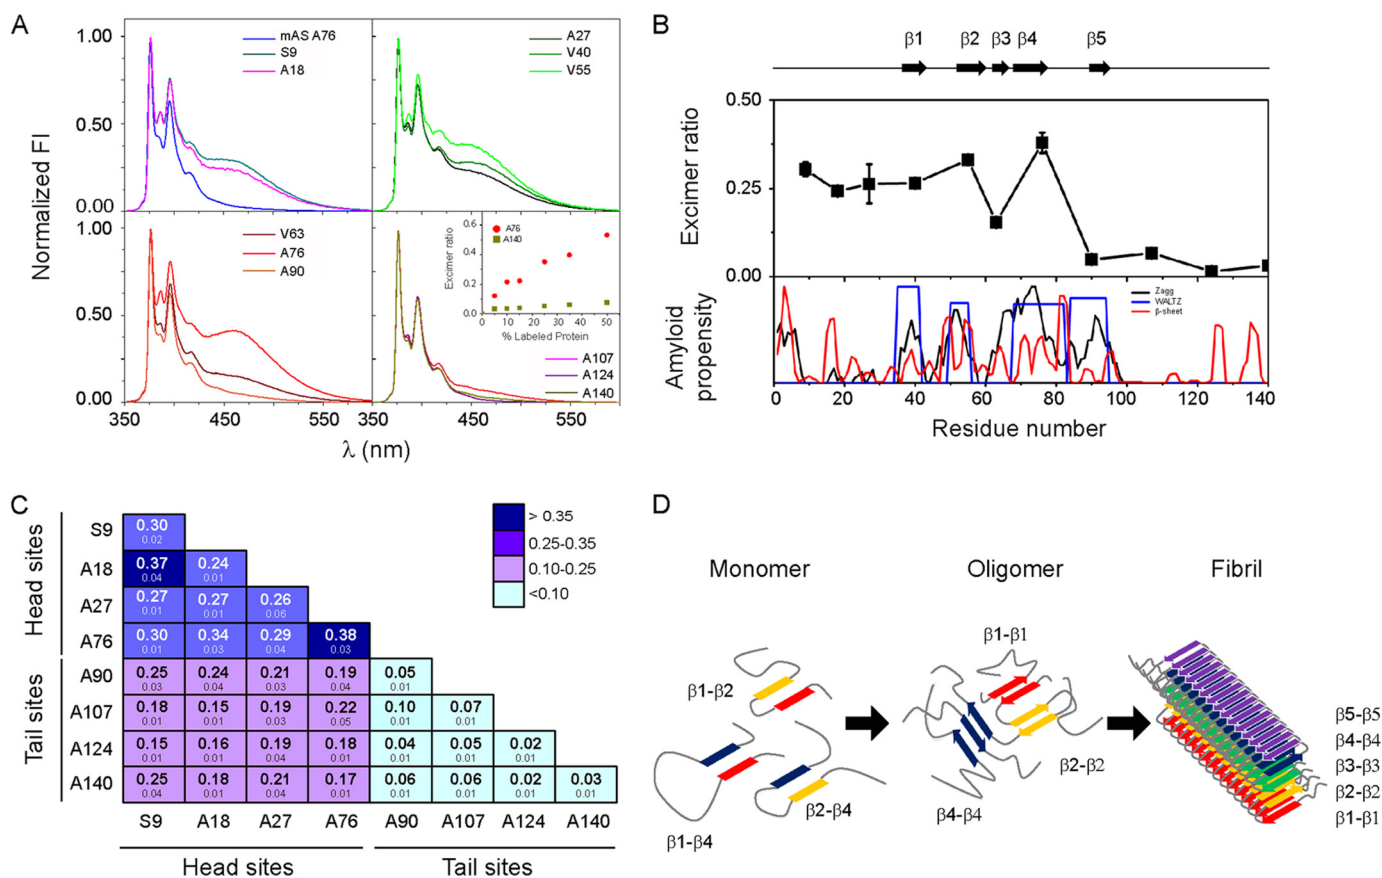 A
1.00
0.50
0.00
mAS A76
S9
A18
A27
V40
V55
Normalized FI
1.00
0.50
0.00
V63
A76
A90
Excimer ratio
0.6
0.4
0.2
0
A76
A140
0 10 20 30 40 50
% Labeled Protein
A107
A124
A140
350 450 550 350 450 550
λ (nm)
B
β1 β2 β3 β4 β5
Excimer ratio
0.50
0.25
0.00
Amyloid
propensity
Zagg
WALTZ
β-sheet
0 20 40 60 80 100 120 140
Residue number
C
> 0.35
0.25-0.35
0.10-0.25
<0.10
Head sites
Tail sites
S9 0.30
0.02
A18 0.37 0.24
0.04 0.01
A27 0.27 0.27 0.26
0.01 0.01 0.06
A76 0.30 0.34 0.29 0.38
0.01 0.03 0.04 0.03
A90 0.25 0.24 0.21 0.19 0.05
0.03 0.04 0.03 0.04 0.01
A107 0.18 0.15 0.19 0.22 0.10 0.07
0.01 0.01 0.03 0.05 0.01 0.01
A124 0.15 0.16 0.19 0.18 0.04 0.05 0.02
0.01 0.01 0.04 0.01 0.01 0.01 0.01
A140 0.25 0.18 0.21 0.17 0.06 0.06 0.02 0.03
0.04 0.01 0.04 0.01 0.01 0.01 0.01 0.01
S9 A18 A27 A76 A90 A107 A124 A140
Head sites Tail sites
D
Monomer Oligomer Fibril
β1-β2
β1-β4
β2-β4
β1-β1
β2-β2
β4-β4
β5-β5
β4-β4
β3-β3
β2-β2
β1-β1